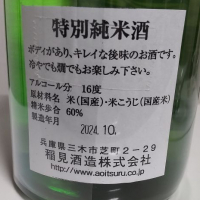 特別純米酒
ボディがあり、キレイな後味のお酒です。
冷やでも燗でもお楽しみ下さい。
アルコール分 16度
原材料名 米(国産)・米こうじ(国産米)
精米歩合 60%
製造年月
2024.10.
兵庫県三木市芝町2-29
稲見酒造株式会社
http://www.aoitsuru.co.jp